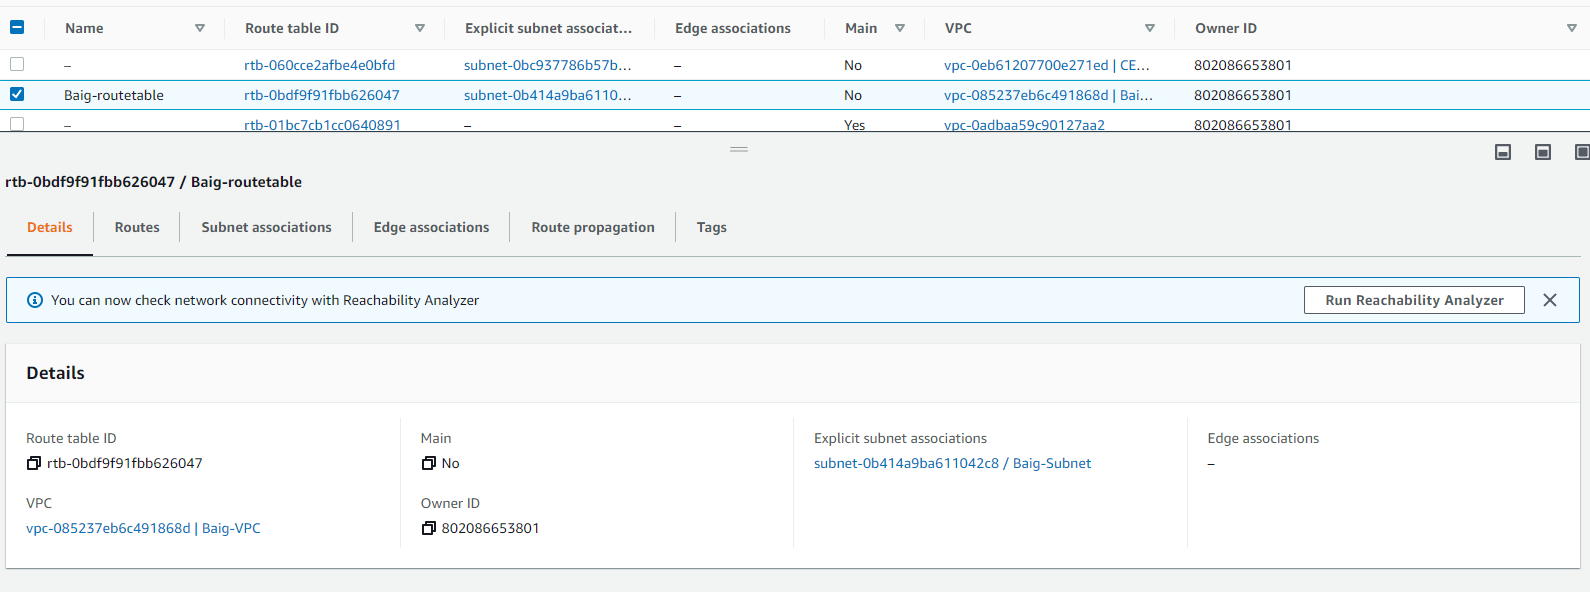 Name Route table ID Explicit subnet associat... Edge associations Main VPC Owner ID
– rtb-060cce2afbe4e0bfd subnet-0bc937786b57b... – No vpc-0eb61207700e271ed | CE... 802086653801
Baig-routetable rtb-0bdf9f91fbb626047 subnet-0b414a9ba6110... – No vpc-085237eb6c491868d | Bai... 802086653801
– rtb-01bc7cb1cc0640891 – – Yes vpc-0adbaa59c90127aa2 802086653801
rtb-0bdf9f91fbb626047 / Baig-routetable
Details Routes Subnet associations Edge associations Route propagation Tags
You can now check network connectivity with Reachability Analyzer Run Reachability Analyzer
Details
Route table ID Main Explicit subnet associations Edge associations
rtb-0bdf9f91fbb626047 No subnet-0b414a9ba611042c8 / Baig-Subnet –
VPC Owner ID
vpc-085237eb6c491868d | Baig-VPC 802086653801